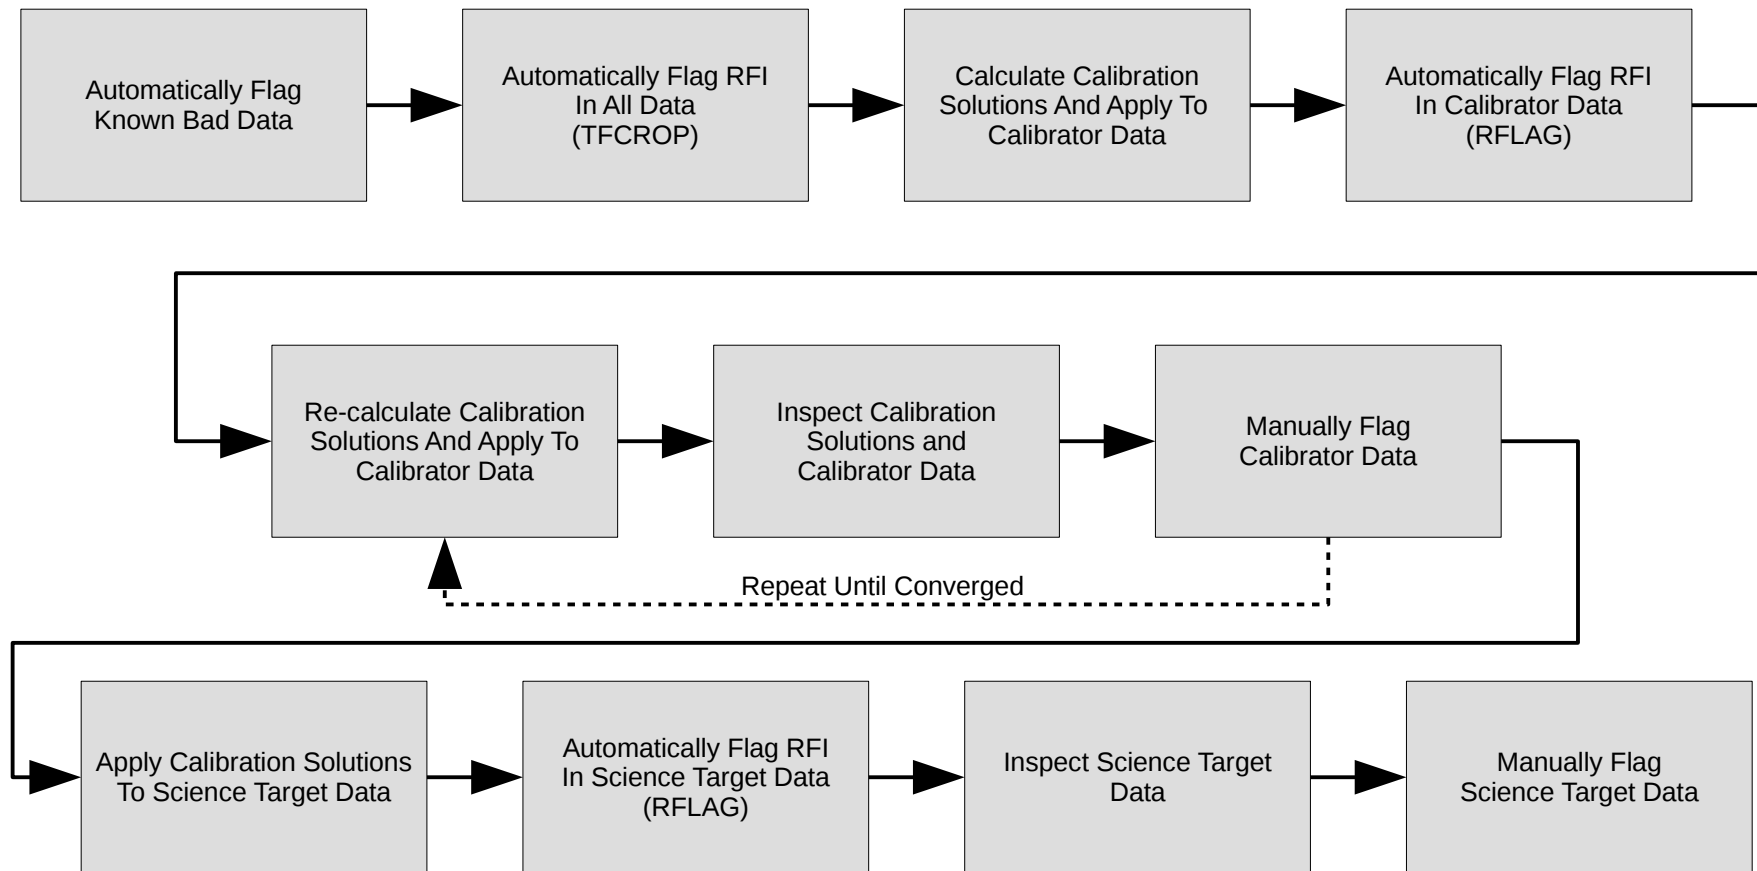 Automatically Flag
Known Bad Data
Automatically Flag RFI
In All Data
(TFCROP)
Calculate Calibration
Solutions And Apply To
Calibrator Data
Automatically Flag RFI
In Calibrator Data
(RFLAG)
Re-calculate Calibration
Solutions And Apply To
Calibrator Data
Inspect Calibration
Solutions and
Calibrator Data
Manually Flag
Calibrator Data
Repeat Until Converged
Apply Calibration Solutions
To Science Target Data
Automatically Flag RFI
In Science Target Data
(RFLAG)
Inspect Science Target
Data
Manually Flag
Science Target Data